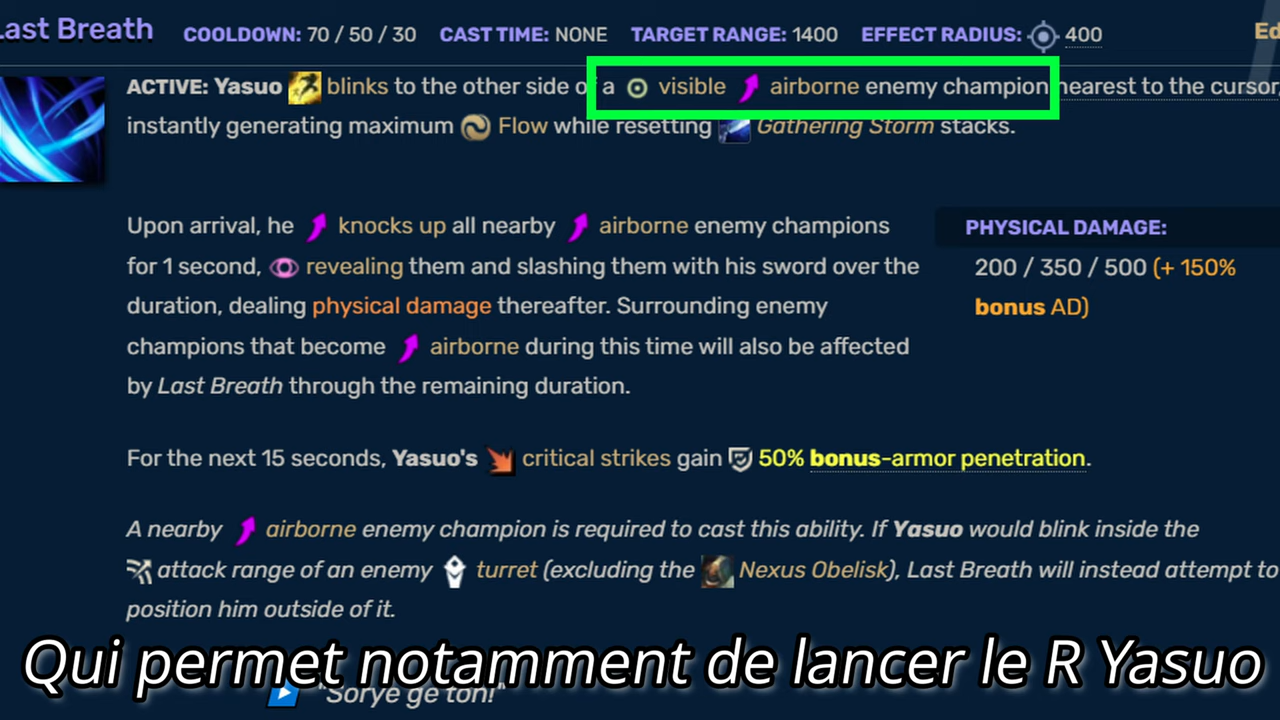 Last Breath COOLDOWN: 70 / 50 / 30 CAST TIME: NONE TARGET RANGE: 1400 EFFECT RADIUS: 400 Ed
ACTIVE: Yasuo blinks to the other side of a visible airborne enemy champion nearest to the cursor,
instantly generating maximum Flow while resetting Gathering Storm stacks.
Upon arrival, he knocks up all nearby airborne enemy champions
for 1 second, revealing them and slashing them with his sword over the
duration, dealing physical damage thereafter. Surrounding enemy
champions that become airborne during this time will also be affected
by Last Breath through the remaining duration.
PHYSICAL DAMAGE:
200 / 350 / 500 (+ 150%
bonus AD)
For the next 15 seconds, Yasuo's critical strikes gain 50% bonus-armor penetration.
A nearby airborne enemy champion is required to cast this ability. If Yasuo would blink inside the
attack range of an enemy turret (excluding the Nexus Obelisk), Last Breath will instead attempt to
position him outside of it.
Qui permet notamment de lancer le R Yasuo
"Sorye ge ton!"